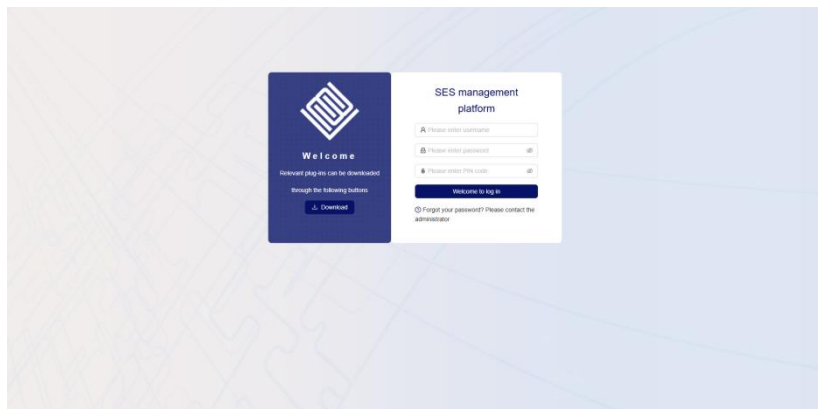 Welcome
Relevant plug-ins can be downloaded
through the following buttons
Download
SES management
platform
Please enter username
Please enter password
Please enter PIN code
Welcome to log in
Forgot your password? Please contact the
administrator